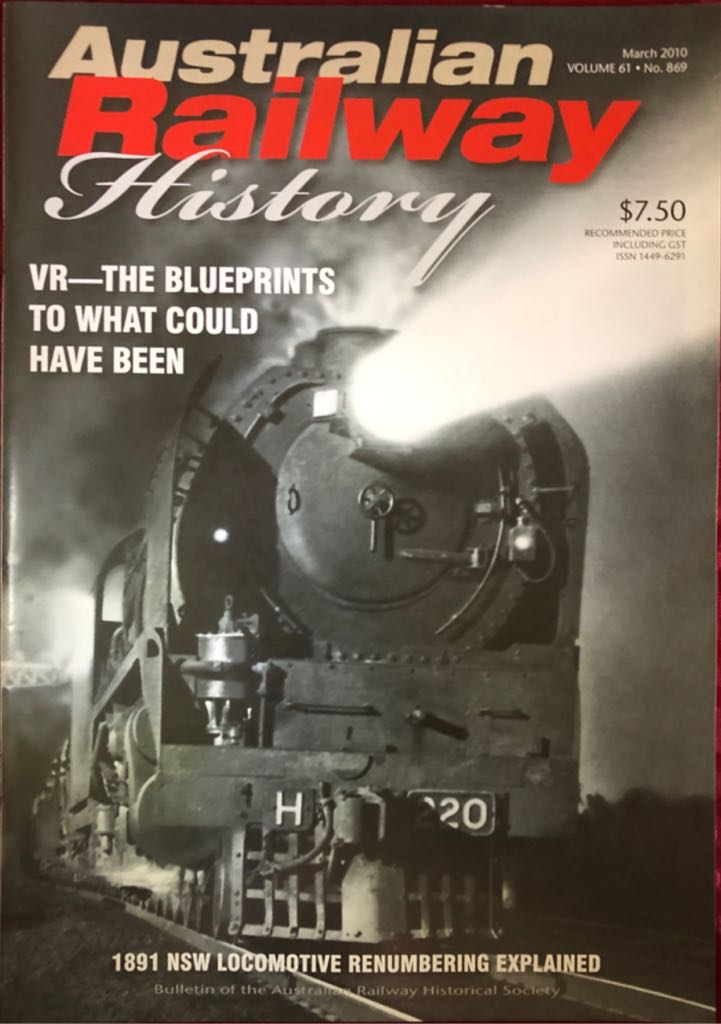 Australian
Railway
History
March 2010
VOLUME 61 • No. 869
$7.50
RECOMMENDED PRICE
INCLUDING GST
ISSN 1449-6291
VR—THE BLUEPRINTS
TO WHAT COULD
HAVE BEEN
H 220
1891 NSW LOCOMOTIVE RENUMBERING EXPLAINED
Bulletin of the Australian Railway Historical Society